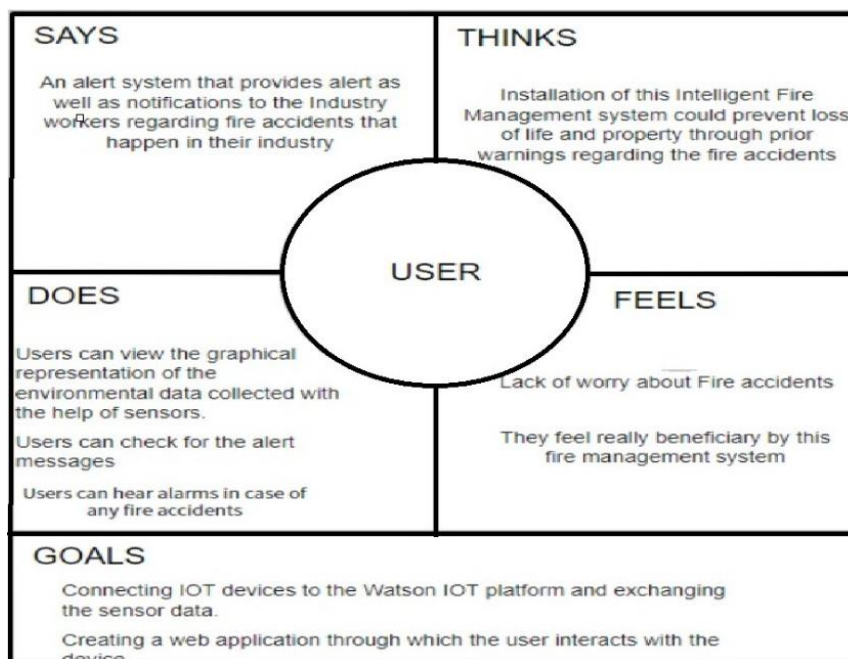 SAYS
An alert system that provides alert as
well as notifications to the Industry
workers regarding fire accidents that
happen in their industry
THINKS
Installation of this Intelligent Fire
Management system could prevent loss
of life and property through prior
warnings regarding the fire accidents
USER
DOES
Users can view the graphical
representation of the
environmental data collected with
the help of sensors.
Users can check for the alert
messages
Users can hear alarms in case of
any fire accidents
FEELS
Lack of worry about Fire accidents
They feel really beneficiary by this
fire management system
GOALS
Connecting IOT devices to the Watson IOT platform and exchanging
the sensor data.
Creating a web application through which the user interacts with the
device